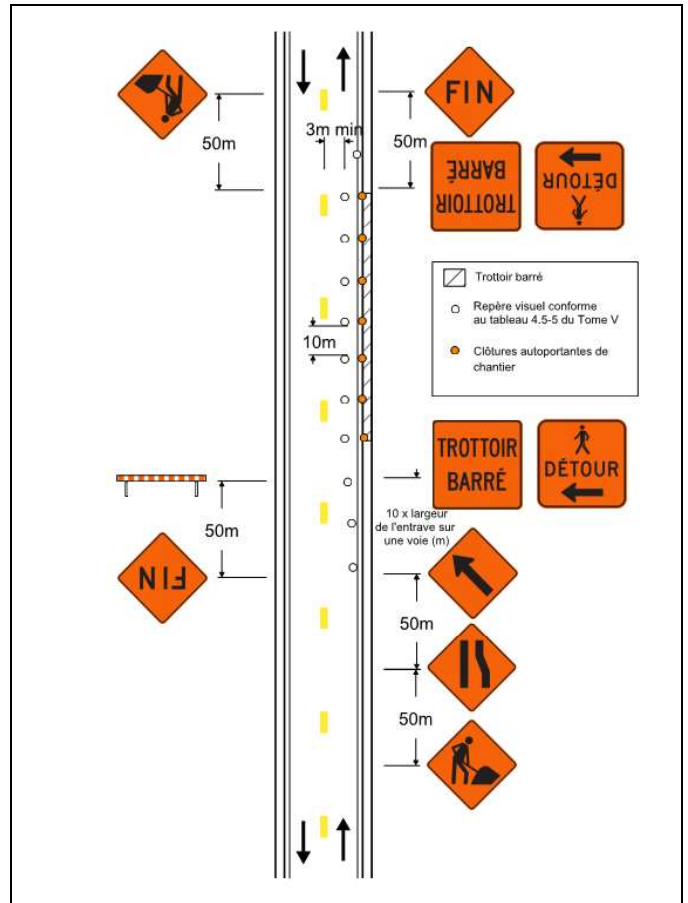 FIN
50m
3m min
50m
TROTTOIR
BARRÉ
DÉTOUR
Trottoir barré
Repère visuel conforme
au tableau 4.5-5 du Tome V
10m
Clôtures autoportantes de
chantier
TROTTOIR
BARRÉ
DÉTOUR
10 x largeur
de l'entrave sur
une voie (m)
50m
FIN
50m
50m